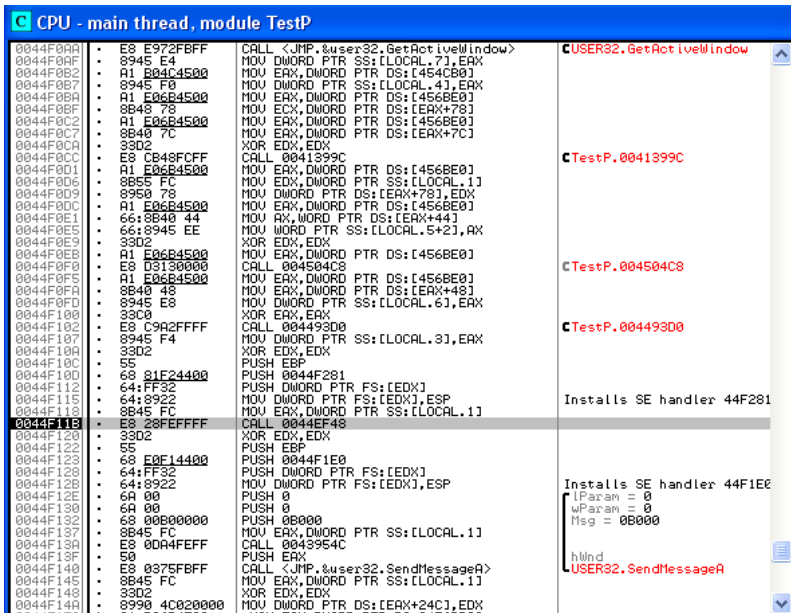 C CPU - main thread, module TestP
0044F0AA . E8 E972FBFF CALL <JMP.&user32.GetActiveWindow> CUSER32.GetActiveWindow
0044F0AF . 8945 E4 MOV DWORD PTR SS:[LOCAL.7],EAX
0044F0B2 . A1 B04C4500 MOV EAX,DWORD PTR DS:[454CB0]
0044F0B7 . 8945 F0 MOV DWORD PTR SS:[LOCAL.4],EAX
0044F0BA . A1 E06B4500 MOV EAX,DWORD PTR DS:[456BE0]
0044F0BF . 8B48 78 MOV ECX,DWORD PTR DS:[EAX+78]
0044F0C2 . A1 E06B4500 MOV EAX,DWORD PTR DS:[456BE0]
0044F0C7 . 8B40 7C MOV EAX,DWORD PTR DS:[EAX+7C]
0044F0CA . 33D2 XOR EDX,EDX
0044F0CC . E8 CB48FCFF CALL 0041399C CTestP.0041399C
0044F0D1 . A1 E06B4500 MOV EAX,DWORD PTR DS:[456BE0]
0044F0D6 . 8B55 FC MOV EDX,DWORD PTR SS:[LOCAL.1]
0044F0D9 . 8950 78 MOV DWORD PTR DS:[EAX+78],EDX
0044F0DC . A1 E06B4500 MOV EAX,DWORD PTR DS:[456BE0]
0044F0E1 . 66:8B40 44 MOV AX,WORD PTR DS:[EAX+44]
0044F0E5 . 66:8945 EE MOV WORD PTR SS:[LOCAL.5+2],AX
0044F0E9 . 33D2 XOR EDX,EDX
0044F0EB . A1 E06B4500 MOV EAX,DWORD PTR DS:[456BE0]
0044F0F0 . E8 D3130000 CALL 004504C8 CTestP.004504C8
0044F0F5 . A1 E06B4500 MOV EAX,DWORD PTR DS:[456BE0]
0044F0FA . 8B40 48 MOV EAX,DWORD PTR DS:[EAX+48]
0044F0FD . 8945 E8 MOV DWORD PTR SS:[LOCAL.6],EAX
0044F100 . 33C0 XOR EAX,EAX
0044F102 . E8 C9A2FFFF CALL 004493D0 CTestP.004493D0
0044F107 . 8945 F4 MOV DWORD PTR SS:[LOCAL.3],EAX
0044F10A . 33D2 XOR EDX,EDX
0044F10C . 55 PUSH EBP
0044F10D . 68 81F24400 PUSH 0044F281
0044F112 . 64:FF32 PUSH DWORD PTR FS:[EDX]
0044F115 . 64:8922 MOV DWORD PTR FS:[EDX],ESP Installs SE handler 44F281
0044F118 . 8B45 FC MOV EAX,DWORD PTR SS:[LOCAL.1]
0044F11B . E8 28FEFFFF CALL 0044EF48
0044F120 . 33D2 XOR EDX,EDX
0044F122 . 55 PUSH EBP
0044F123 . 68 E0F14400 PUSH 0044F1E0
0044F128 . 64:FF32 PUSH DWORD PTR FS:[EDX]
0044F12B . 64:8922 MOV DWORD PTR FS:[EDX],ESP Installs SE handler 44F1E0
0044F12E . 6A 00 PUSH 0 lParam = 0
0044F130 . 6A 00 PUSH 0 wParam = 0
0044F132 . 68 00B00000 PUSH 0B000 Msg = 0B000
0044F137 . 8B45 FC MOV EAX,DWORD PTR SS:[LOCAL.1]
0044F13A . E8 0DA4FEFF CALL 0043954C
0044F13F . 50 PUSH EAX hWnd
0044F140 . E8 0375FBFF CALL <JMP.&user32.SendMessageA> USER32.SendMessageA
0044F145 . 8B45 FC MOV EAX,DWORD PTR SS:[LOCAL.1]
0044F148 . 33D2 XOR EDX,EDX
0044F14A . 8990 4C020000 MOV DWORD PTR DS:[EAX+24C],EDX